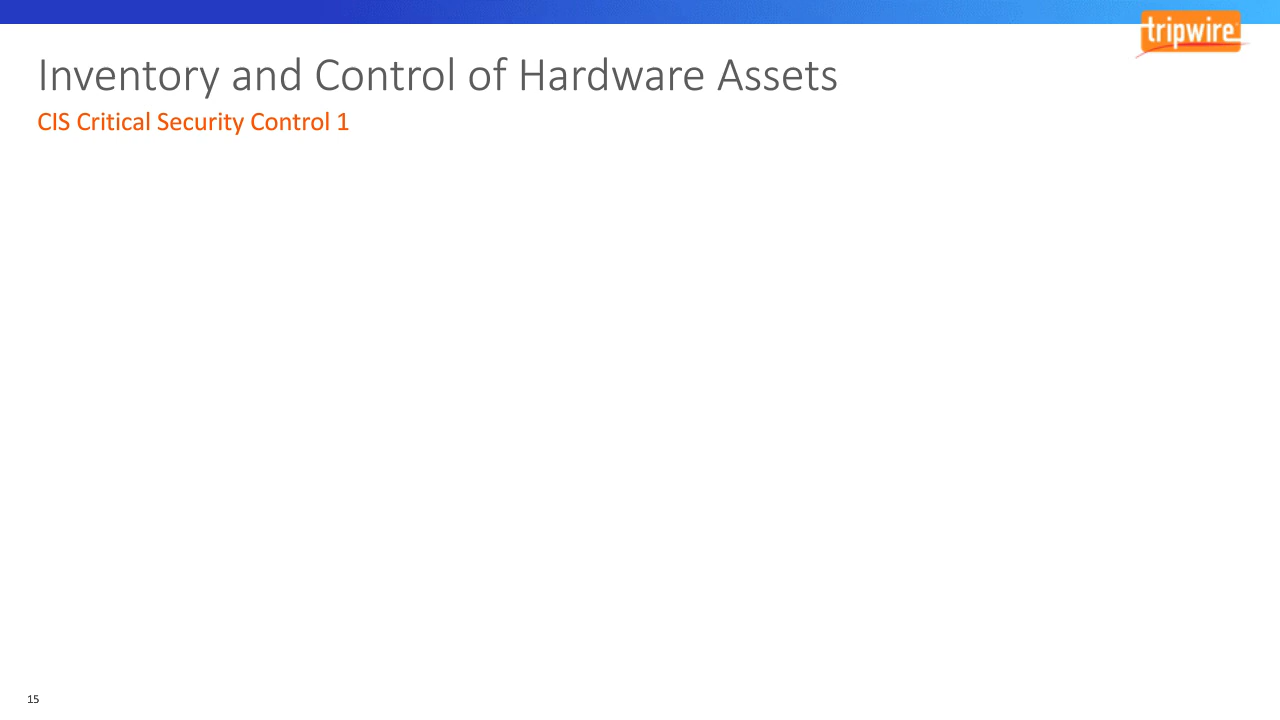 tripwire
Inventory and Control of Hardware Assets
CIS Critical Security Control 1
15